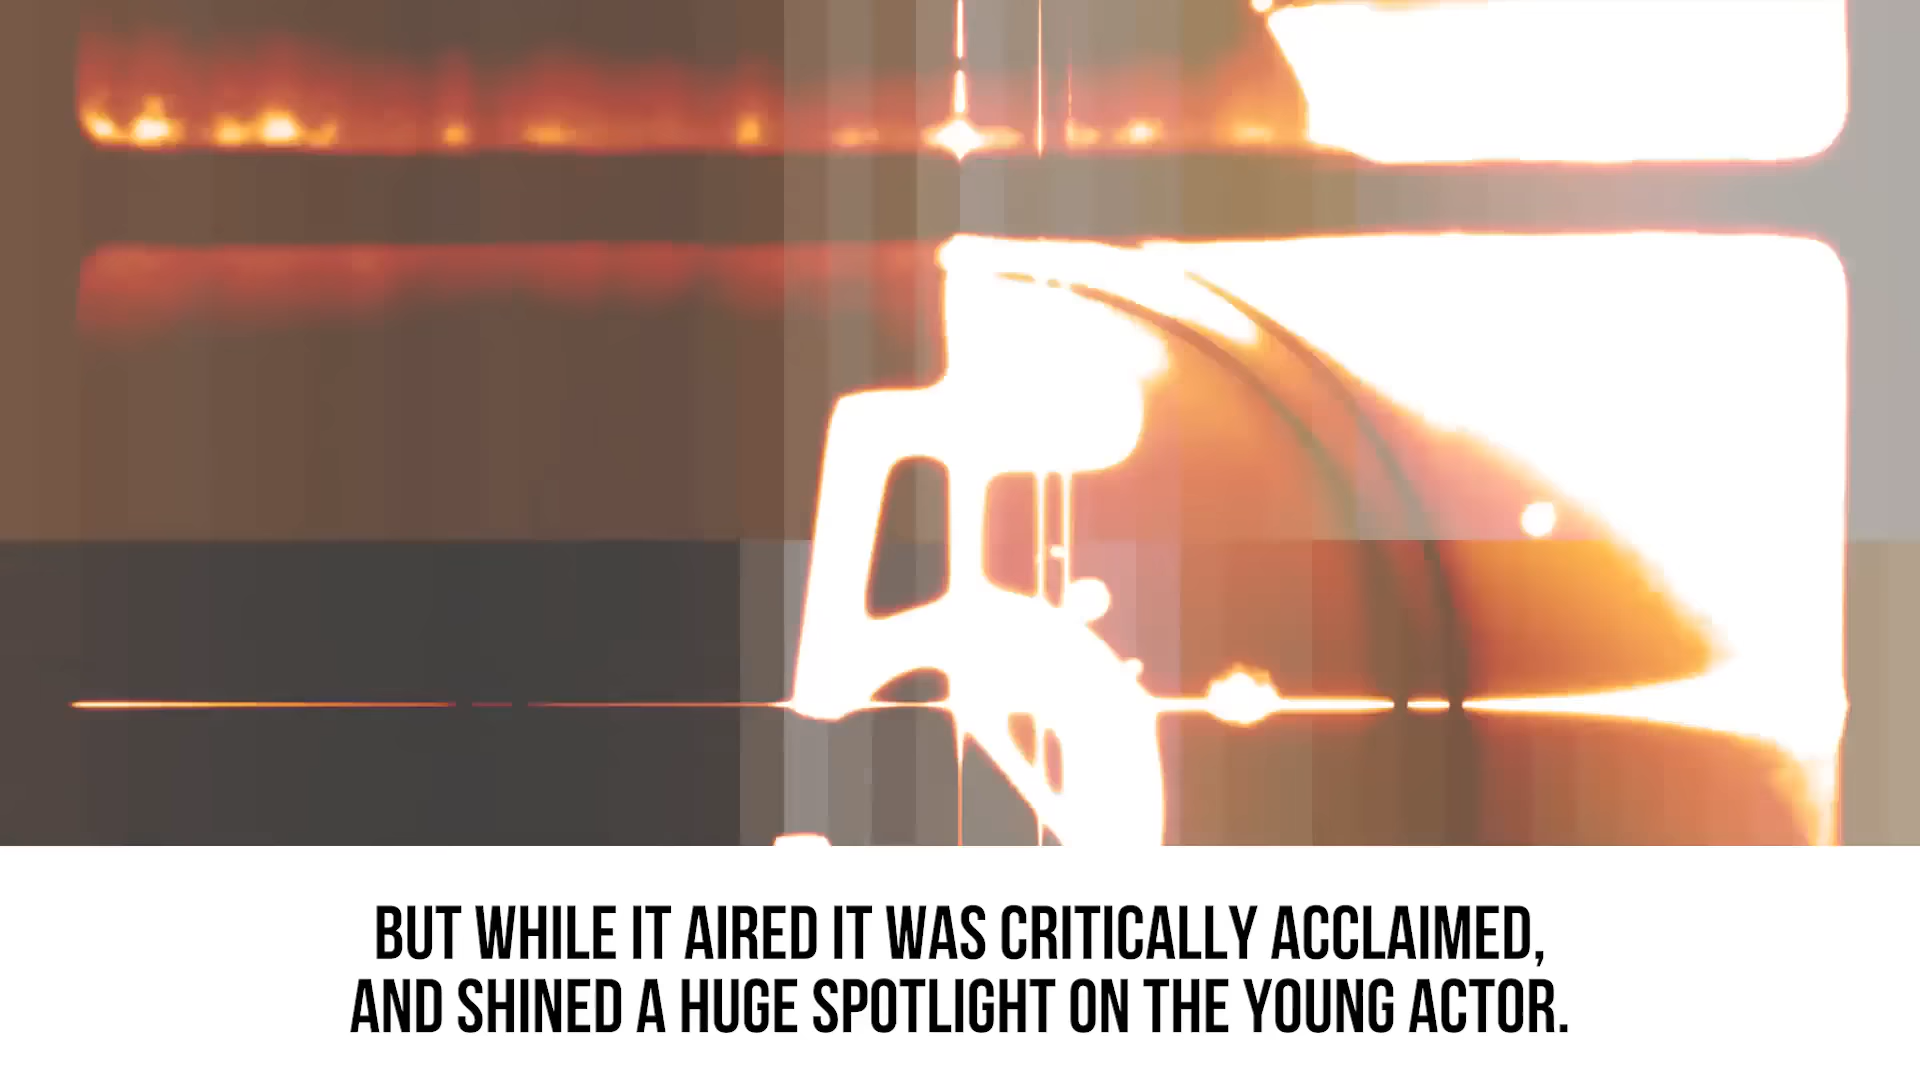 BUT WHILE IT AIRED IT WAS CRITICALLY ACCLAIMED,
AND SHINED A HUGE SPOTLIGHT ON THE YOUNG ACTOR.